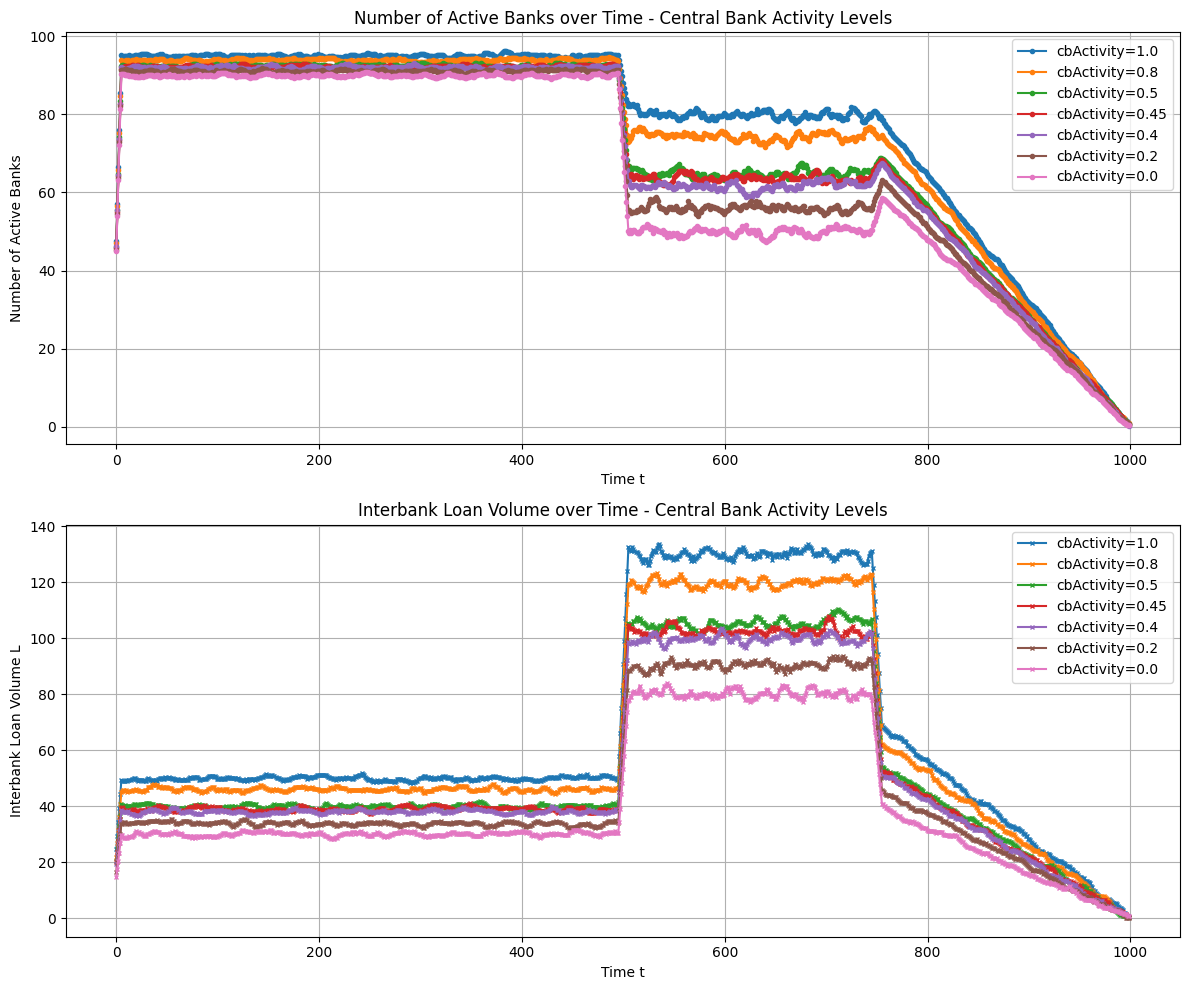 Number of Active Banks over Time - Central Bank Activity Levels
100
80
60
40
20
0
Number of Active Banks
cbActivity=1.0
cbActivity=0.8
cbActivity=0.5
cbActivity=0.45
cbActivity=0.4
cbActivity=0.2
cbActivity=0.0
0
200
400
600
800
1000
Time t
Interbank Loan Volume over Time - Central Bank Activity Levels
140
120
100
80
60
40
20
0
Interbank Loan Volume L
cbActivity=1.0
cbActivity=0.8
cbActivity=0.5
cbActivity=0.45
cbActivity=0.4
cbActivity=0.2
cbActivity=0.0
0
200
400
600
800
1000
Time t